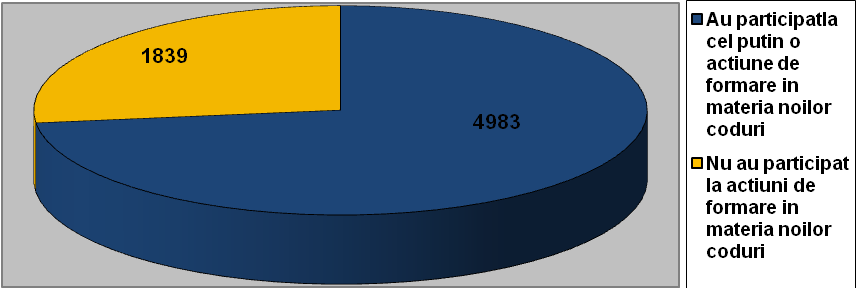 1839
4983
Au participatla
cel putin o
actiune de
formare in
materia noilor
coduri
Nu au participat
la actiuni de
formare in
materia noilor
coduri